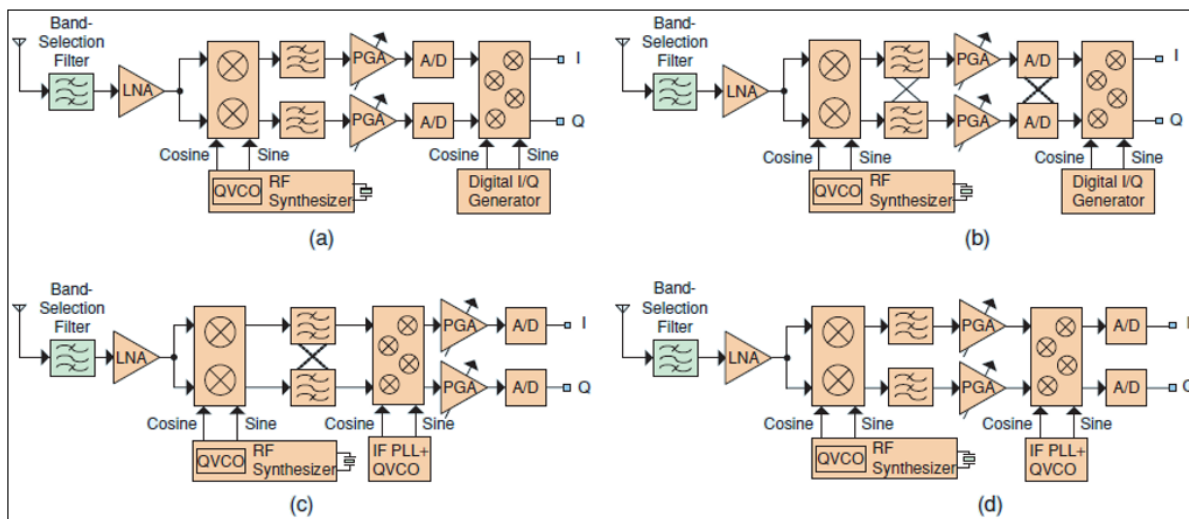 Band-
Selection
Filter
LNA
PGA
A/D
I
PGA
A/D
Q
Cosine
Sine
QVCO
RF
Synthesizer
Cosine
Sine
Digital I/Q
Generator
(a)
Band-
Selection
Filter
LNA
PGA
A/D
I
PGA
A/D
Q
Cosine
Sine
QVCO
RF
Synthesizer
Cosine
Sine
Digital I/Q
Generator
(b)
Band-
Selection
Filter
LNA
PGA
A/D
I
PGA
A/D
Q
Cosine
Sine
QVCO
RF
Synthesizer
Cosine
Sine
IF PLL+
QVCO
(c)
Band-
Selection
Filter
LNA
PGA
A/D
I
PGA
A/D
Q
Cosine
Sine
QVCO
RF
Synthesizer
Cosine
Sine
IF PLL+
QVCO
(d)